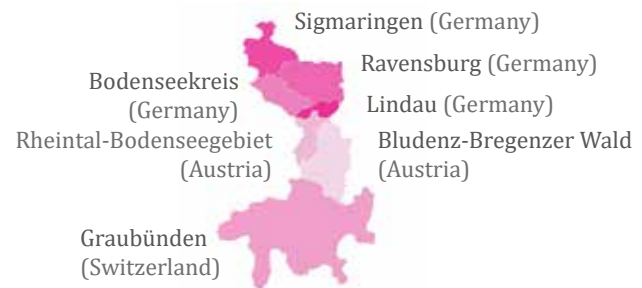 Sigmaringen (Germany)
Ravensburg (Germany)
Bodenseekreis
(Germany)
Lindau (Germany)
Rheintal-Bodenseegebiet
(Austria)
Bludenz-Bregenzer Wald
(Austria)
Graubünden
(Switzerland)